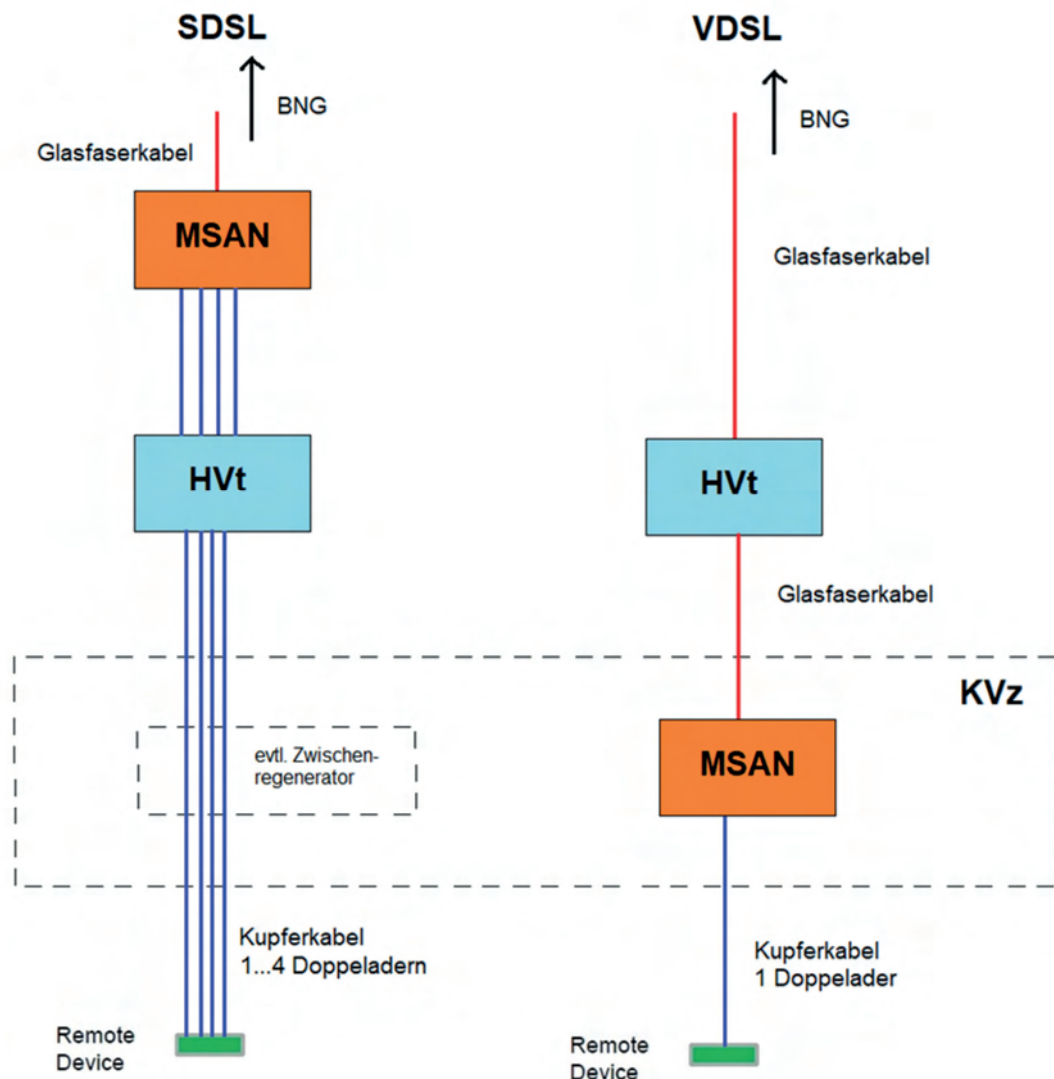 SDSL
BNG
Glasfaserkabel
MSAN
HVt
evtl. Zwischen-
regenerator
Kupferkabel
1...4 Doppeladern
Remote
Device
VDSL
BNG
Glasfaserkabel
HVt
Glasfaserkabel
KVz
MSAN
Kupferkabel
1 Doppelader
Remote
Device